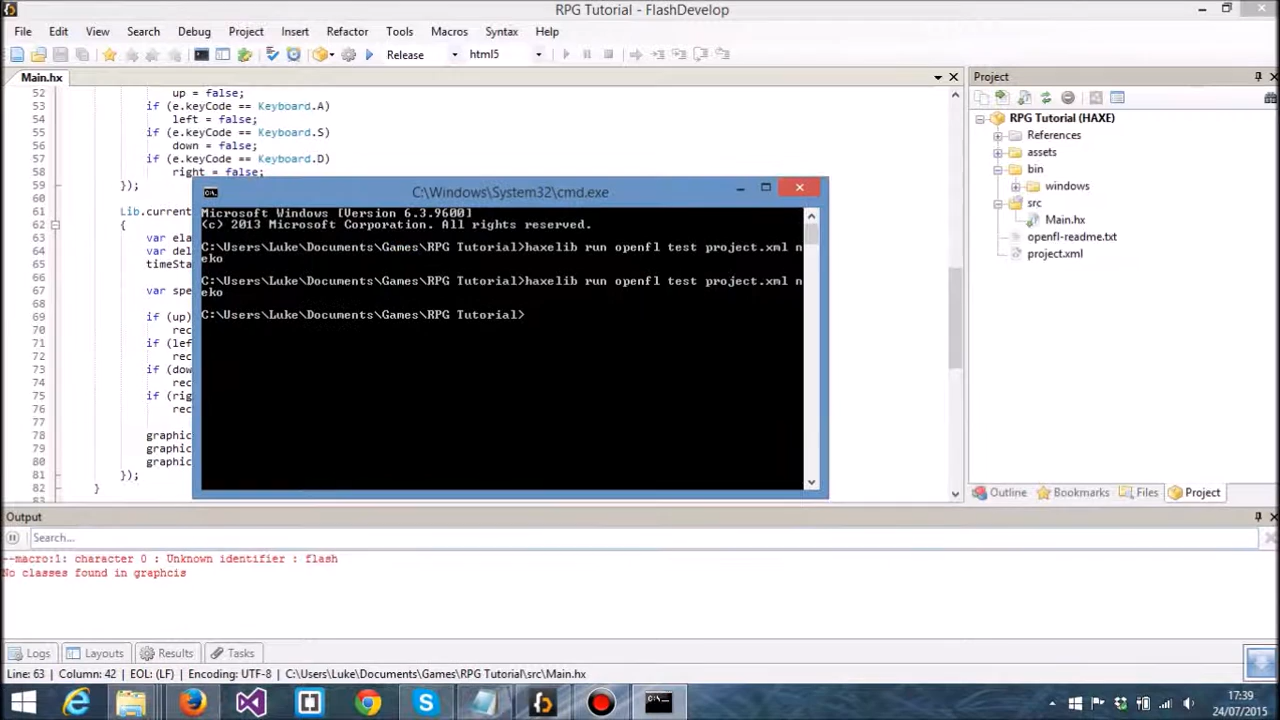 RPG Tutorial - FlashDevelop
File Edit View Search Debug Project Insert Refactor Tools Macros Syntax Help
Release html5
Main.hx
52 up = false;
53 if (e.keyCode == Keyboard.A)
54 left = false;
55 if (e.keyCode == Keyboard.S)
56 down = false;
57 if (e.keyCode == Keyboard.D)
58 right = false;
59 });
60
61 Lib.current
62 {
63 var ela
64 var del
65 timeSta
66
67 var spe
68
69 if (up)
70 rec
71 if (lef
72 rec
73 if (dow
74 rec
75 if (rig
76 rec
77
78 graphic
79 graphic
80 graphic
81 });
82 }
83
C:\Windows\System32\cmd.exe
Microsoft Windows [Version 6.3.9600]
(c) 2013 Microsoft Corporation. All rights reserved.
C:\Users\Luke\Documents\Games\RPG Tutorial>haxelib run openfl test project.xml n
eko
C:\Users\Luke\Documents\Games\RPG Tutorial>haxelib run openfl test project.xml n
eko
C:\Users\Luke\Documents\Games\RPG Tutorial>
Project
RPG Tutorial (HAXE)
References
assets
bin
windows
src
Main.hx
openfl-readme.txt
project.xml
Outline Bookmarks Files Project
Output
Search...
--macro:1: character 0 : Unknown identifier : flash
No classes found in graphcis
Logs Layouts Results Tasks
Line: 63 Column: 42 EOL: (LF) Encoding: UTF-8 C:\Users\Luke\Documents\Games\RPG Tutorial\src\Main.hx
17:39
24/07/2015